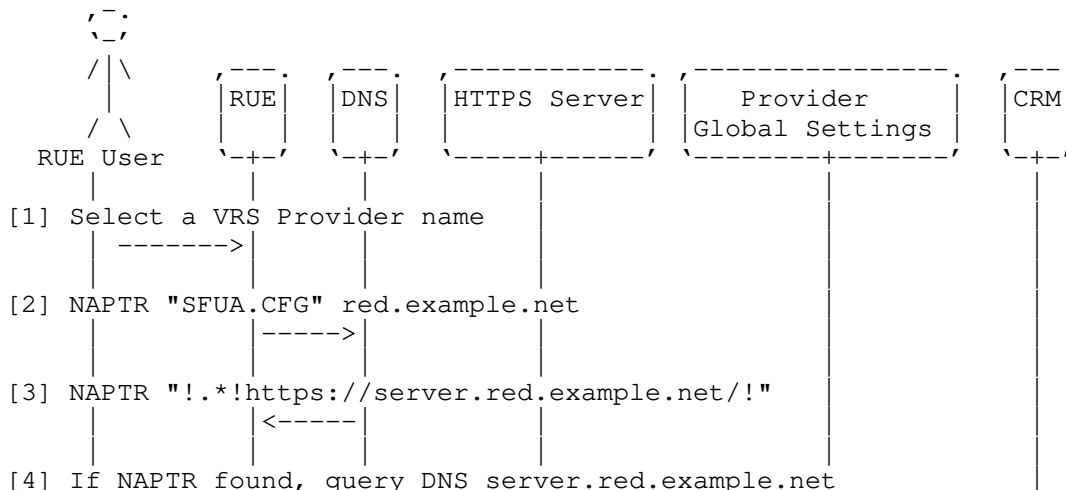 RUE DNS HTTPS Server Provider CRM
Global Settings
RUE User
[1] Select a VRS Provider name
[2] NAPTR "SFUA.CFG" red.example.net
[3] NAPTR "!.*!https://server.red.example.net/!"
[4] If NAPTR found, query DNS server.red.example.net